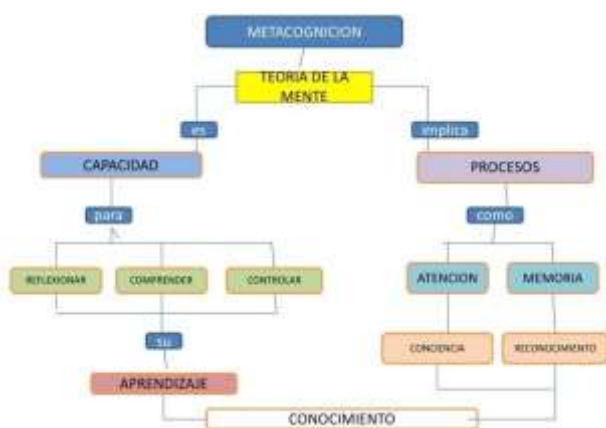 METACOGNICION
TEORIA DE LA
MENTE
es
implica
CAPACIDAD
PROCESOS
para
como
REFLEXIONAR
COMPRENDER
CONTROLAR
ATENCION
MEMORIA
su
CONCIENCIA
RECONOCIMIENTO
APRENDIZAJE
CONOCIMIENTO